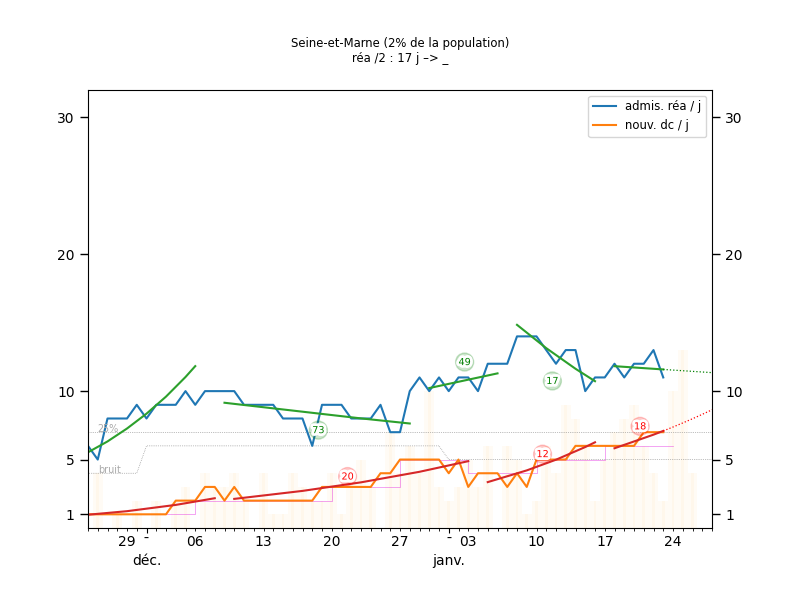 Seine-et-Marne (2% de la population)
réa /2 : 17 j –> _
admis. réa / j
nouv. dc / j
30 30
20 20
10 10
5 5
1 1
25%
bruit
73
49
17
20
12
18
29 - 06 13 20 27 - 03 10 17 24
déc. janv.